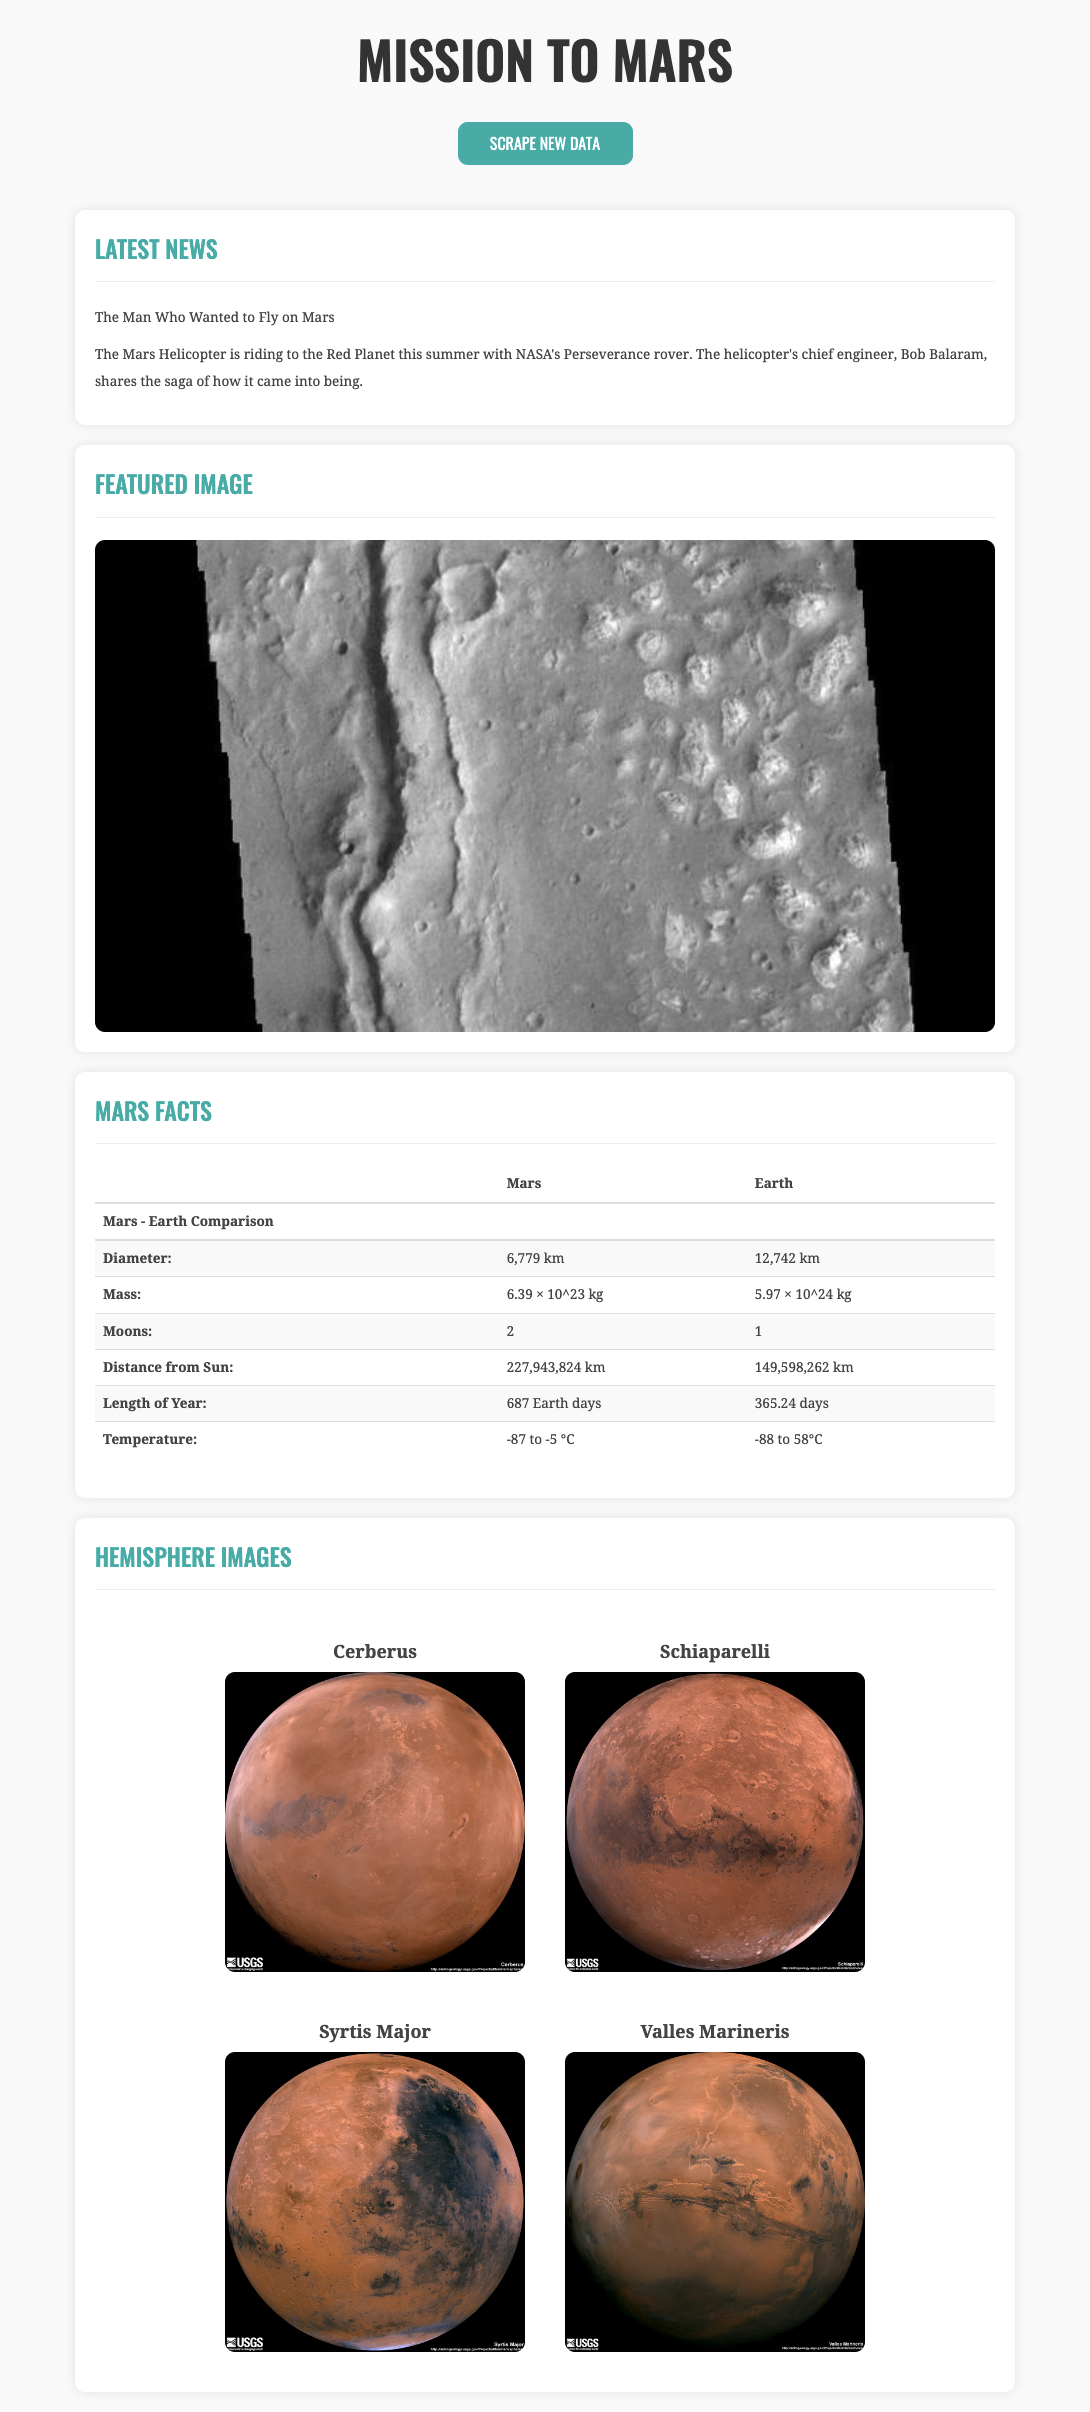 MISSION TO MARS
SCRAPE NEW DATA
LATEST NEWS
The Man Who Wanted to Fly on Mars
The Mars Helicopter is riding to the Red Planet this summer with NASA's Perseverance rover. The helicopter's chief engineer, Bob Balaram,
shares the saga of how it came into being.
FEATURED IMAGE
MARS FACTS
Mars Earth
Mars - Earth Comparison
Diameter: 6,779 km 12,742 km
Mass: 6.39 × 10^23 kg 5.97 × 10^24 kg
Moons: 2 1
Distance from Sun: 227,943,824 km 149,598,262 km
Length of Year: 687 Earth days 365.24 days
Temperature: -87 to -5 °C -88 to 58°C
HEMISPHERE IMAGES
Cerberus Schiaparelli
USGS Cerberus
USGS Schiaparelli
Syrtis Major Valles Marineris
USGS Syrtis Major
USGS Valles Marineris